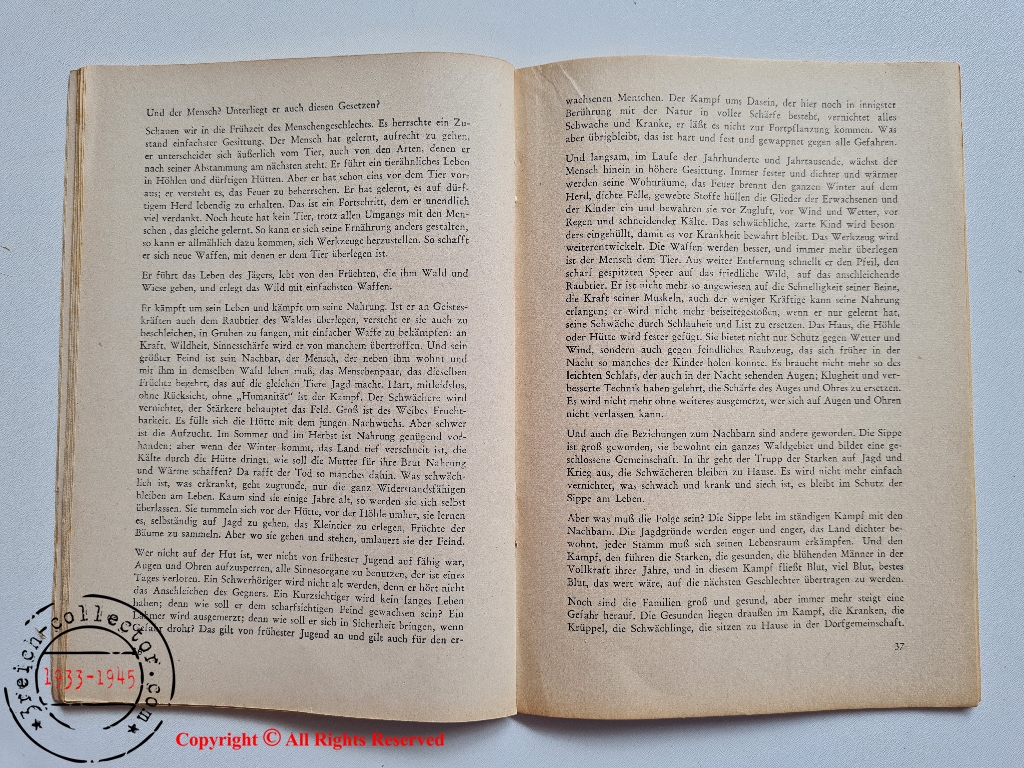 Und der Mensch? Unterliegt er auch diesen Gesetzen?
Schauen wir in die Frühzeit des Menschengeschlechtes. Es herrschte ein Zu-
stand einfachster Gesittung. Der Mensch hat gelernt, aufrecht zu gehen,
er unterscheidet sich äußerlich vom Tier, auch von den Arten, denen er
nach seiner Abstammung am nächsten steht. Er führt ein tierähnliches Leben
in Höhlen und dürftigen Hütten. Aber er hat schon eins vor dem Tier vor-
aus; er versteht es, das Feuer zu beherrschen. Er hat gelernt, es auf dürf-
tigem Herd lebendig zu erhalten. Das ist ein Fortschritt, dem er unendlich
viel verdankt. Noch heute hat kein Tier, trotz allen Umgangs mit den Men-
schen, das gleiche gelernt. So kann er sich seine Ernährung anders gestalten,
so kann er allmählich dazu kommen, sich Werkzeuge herzustellen. So schafft
er sich neue Waffen, mit denen er dem Tier überlegen ist.
Er führt das Leben des Jägers, lebt von den Früchten, die ihm Wald und
Wiese geben, und erlegt das Wild mit einfachsten Waffen.
Er kämpft um sein Leben und kämpft um seine Nahrung. Ist er an Geistes-
kräften auch dem Raubtier des Waldes überlegen, versteht er sie auch zu
beschleichen, in Gruben zu fangen, mit einfacher Waffe zu bekämpfen: an
Kraft, Wildheit, Sinnesschärfe wird er von manchem übertroffen. Und sein
größter Feind ist sein Nachbar, der Mensch, der neben ihm wohnt und
mit ihm in demselben Wald leben muß, das Menschenpaar, das dieselben
Früchte begehrt, das auf die gleichen Tiere Jagd macht. Hart, mitleidslos,
ohne Rücksicht, ohne „Humanität“ ist der Kampf. Der Schwächere wird
vernichtet, der Stärkere behauptet das Feld. Groß ist des Weibes Frucht-
barkeit. Es füllt sich die Hütte mit dem jungen Nachwuchs. Aber schwer
ist die Aufzucht. Im Sommer und im Herbst ist Nahrung genügend vor-
handen; aber wenn der Winter kommt, das Land tief verschneit ist, die
Kälte durch die Hütte dringt, wie soll die Mutter für ihre Brut Nahrung
und Wärme schaffen? Da rafft der Tod so manches dahin. Was schwäch-
lich ist, was erkrankt, geht zugrunde, nur die ganz Widerstandsfähigen
bleiben am Leben. Kaum sind sie einige Jahre alt, so werden sie sich selbst
überlassen. Sie tummeln sich vor der Hütte, vor der Höhle umher, sie lernen
es, selbständig auf Jagd zu gehen, das Kleintier zu erlegen, Früchte der
Bäume zu sammeln. Aber wo sie gehen und stehen, umlauert sie der Feind.
Wer nicht auf der Hut ist, wer nicht von frühester Jugend auf fähig war,
Augen und Ohren aufzusperren, alle Sinnesorgane zu benutzen, der ist eines
Tages verloren. Ein Schwerhöriger wird nicht alt werden, denn er hört nicht
das Anschleichen des Gegners. Ein Kurzsichtiger wird kein langes Leben
haben; denn wie soll er dem scharfsichtigen Feind gewachsen sein? Ein
Lahmer wird ausgemerzt; denn wie soll er sich in Sicherheit bringen, wenn
Gefahr droht? Das gilt von frühester Jugend an und gilt auch für den er-
wachsenen Menschen. Der Kampf ums Dasein, der hier noch in innigster
Berührung mit der Natur in voller Schärfe besteht, vernichtet alles
Schwache und Kranke, er läßt es nicht zur Fortpflanzung kommen. Was
aber übrigbleibt, das ist hart und fest und gewappnet gegen alle Gefahren.
Und langsam, im Laufe der Jahrhunderte und Jahrtausende, wächst der
Mensch hinein in höhere Gesittung. Immer fester und dichter und wärmer
werden seine Wohnräume, das Feuer brennt den ganzen Winter auf dem
Herd, dichte Felle, gewebte Stoffe hüllen die Glieder der Erwachsenen und
der Kinder ein und bewahren sie vor Zugluft, vor Wind und Wetter, vor
Regen und schneidender Kälte. Das schwächliche, zarte Kind wird beson-
ders eingehüllt, damit es vor Krankheit bewahrt bleibt. Das Werkzeug wird
weiterentwickelt. Die Waffen werden besser, und immer mehr überlegen
ist der Mensch dem Tier. Aus weiter Entfernung schnellt er den Pfeil, den
scharf gespitzten Speer auf das friedliche Wild, auf das anschleichende
Raubtier. Er ist nicht mehr so angewiesen auf die Schnelligkeit seiner Beine,
die Kraft seiner Muskeln, auch der weniger Kräftige kann seine Nahrung
erlangen; er wird nicht mehr beiseitegestoßen, wenn er nur gelernt hat,
seine Schwäche durch Schlauheit und List zu ersetzen. Das Haus, die Höhle
oder Hütte wird fester gefügt. Sie bietet nicht nur Schutz gegen Wetter und
Wind, sondern auch gegen feindliches Raubzeug, das sich früher in der
Nacht so manches der Kinder holen konnte. Es braucht nicht mehr so des
leichten Schlafs, der auch in der Nacht sehenden Augen; Klugheit und ver-
besserte Technik haben gelehrt, die Schärfe des Auges und Ohres zu ersetzen.
Es wird nicht mehr ohne weiteres ausgemerzt, wer sich auf Augen und Ohren
nicht verlassen kann.
Und auch die Beziehungen zum Nachbarn sind andere geworden. Die Sippe
ist groß geworden, sie bewohnt ein ganzes Waldgebiet und bildet eine ge-
schlossene Gemeinschaft. In ihr geht der Trupp der Starken auf Jagd und
Krieg aus, die Schwächeren bleiben zu Hause. Es wird nicht mehr einfach
vernichtet, was schwach und krank und siech ist, es bleibt im Schutz der
Sippe am Leben.
Aber was muß die Folge sein? Die Sippe lebt im ständigen Kampf mit den
Nachbarn. Die Jagdgründe werden enger und enger, das Land dichter be-
wohnt, jeder Stamm muß sich seinen Lebensraum erkämpfen. Und den
Kampf, den führen die Starken, die gesunden, die blühenden Männer in der
Vollkraft ihrer Jahre, und in diesem Kampf fließt Blut, viel Blut, bestes
Blut, das wert wäre, auf die nächsten Geschlechter übertragen zu werden.
Noch sind die Familien groß und gesund, aber immer mehr steigt eine
Gefahr herauf. Die Gesunden liegen draußen im Kampf, die Kranken, die
Krüppel, die Schwächlinge, die sitzen zu Hause in der Dorfgemeinschaft.
37
3reich-collector.com
1933-1945
Copyright © All Rights Reserved